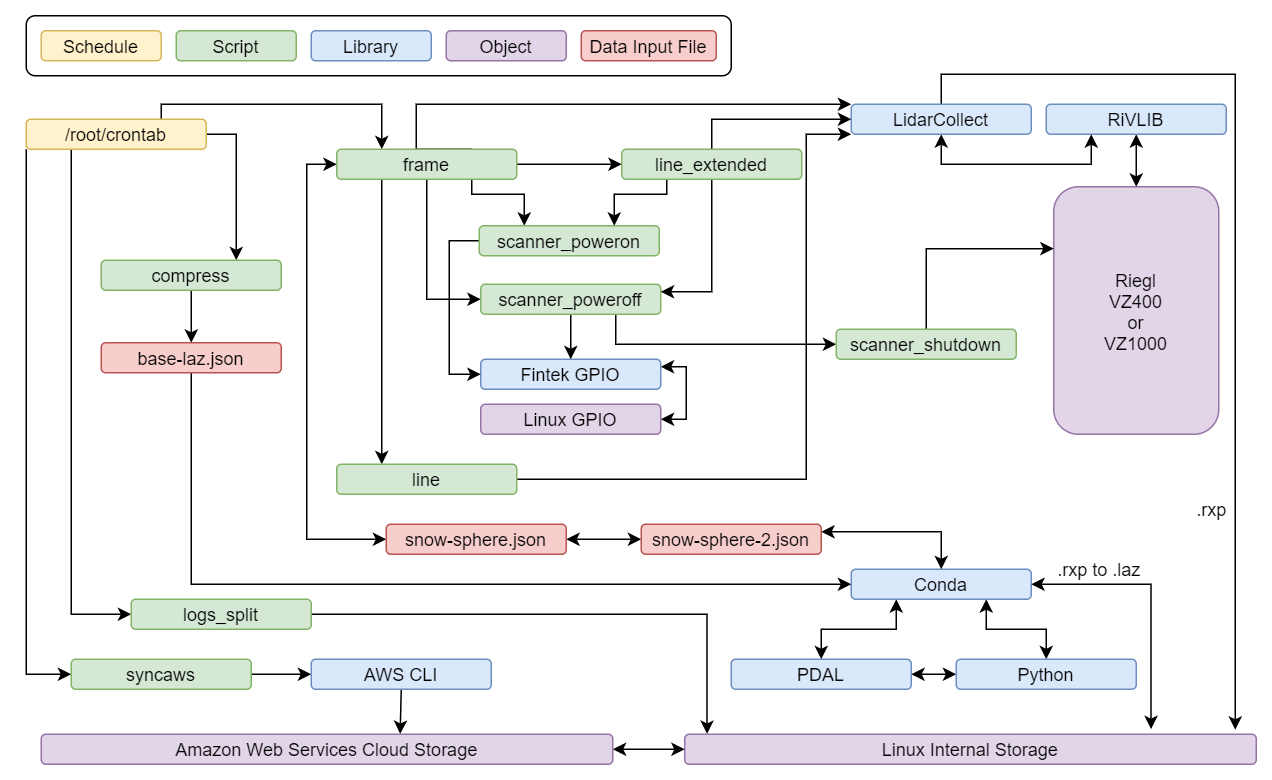 Schedule
Script
Library
Object
Data Input File
/root/crontab
LidarCollect
RiVLIB
frame
line_extended
scanner_poweron
compress
scanner_poweroff
Riegl
VZ400
or
VZ1000
base-laz.json
scanner_shutdown
Fintek GPIO
Linux GPIO
line
.rxp
snow-sphere.json
snow-sphere-2.json
.rxp to .laz
Conda
logs_split
syncaws
AWS CLI
PDAL
Python
Amazon Web Services Cloud Storage
Linux Internal Storage